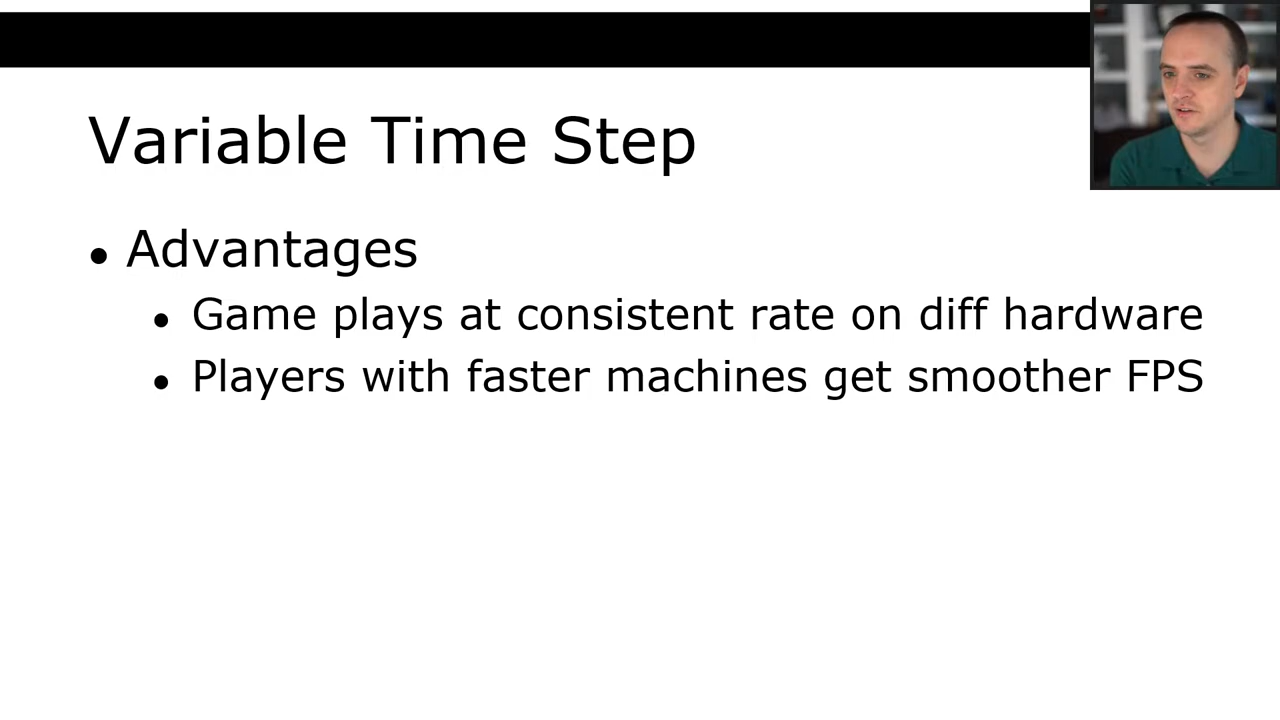 Variable Time Step
• Advantages
• Game plays at consistent rate on diff hardware
• Players with faster machines get smoother FPS